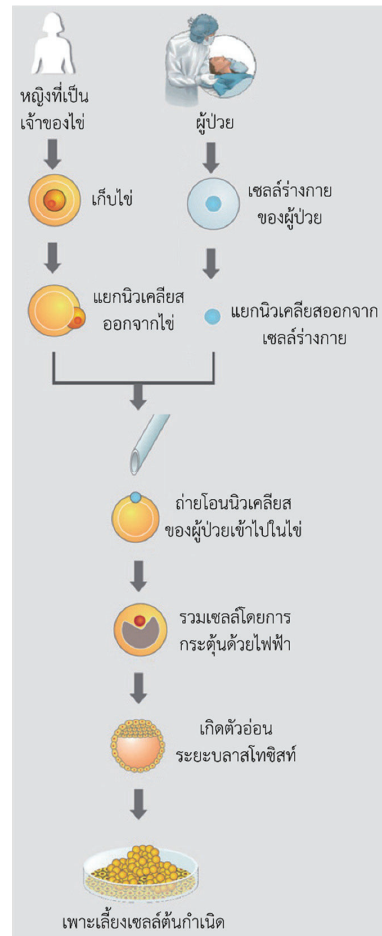 หญิงที่เป็น
เจ้าของไข่
ผู้ป่วย
เก็บไข่
เซลล์ร่างกาย
ของผู้ป่วย
แยกนิวเคลียส
ออกจากไข่
แยกนิวเคลียสออกจาก
เซลล์ร่างกาย
ถ่ายโอนนิวเคลียส
ของผู้ป่วยเข้าไปในไข่
รวมเซลล์โดยการ
กระตุ้นด้วยไฟฟ้า
เกิดตัวอ่อน
ระยะบลาสโทซิสท์
เพาะเลี้ยงเซลล์ต้นกำเนิด